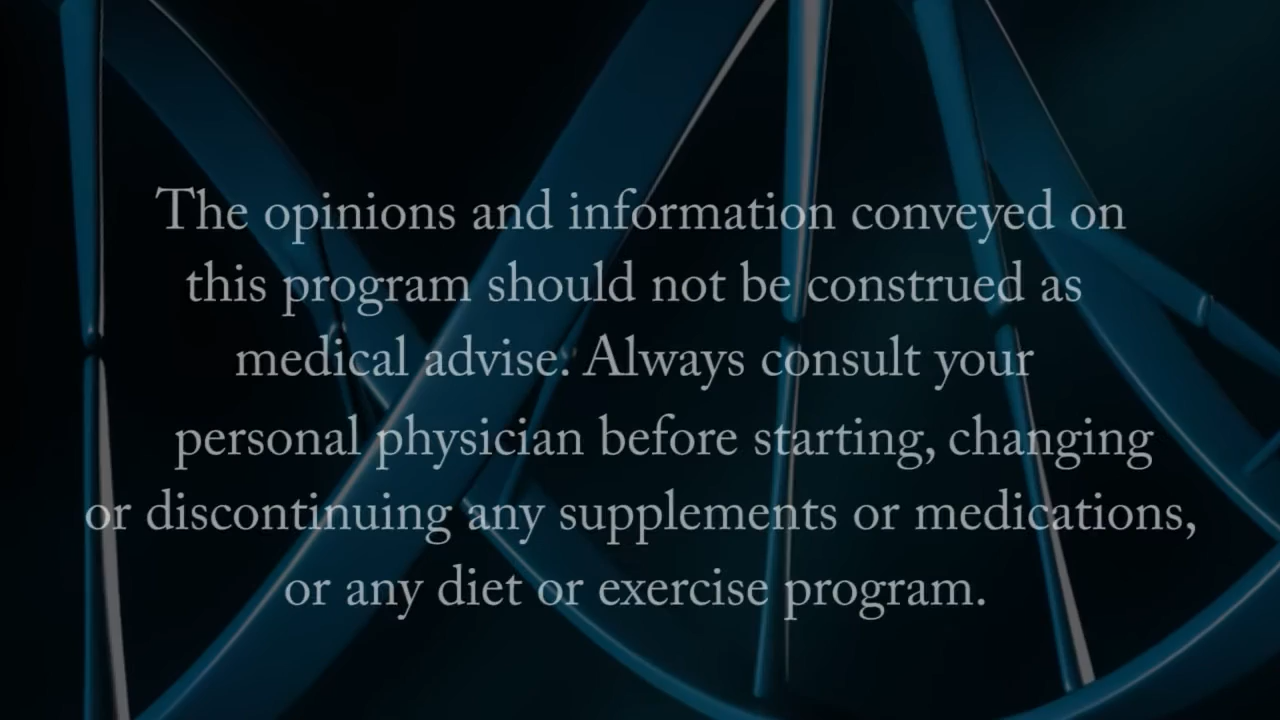 The opinions and information conveyed on
this program should not be construed as
medical advise. Always consult your
personal physician before starting, changing
or discontinuing any supplements or medications,
or any diet or exercise program.